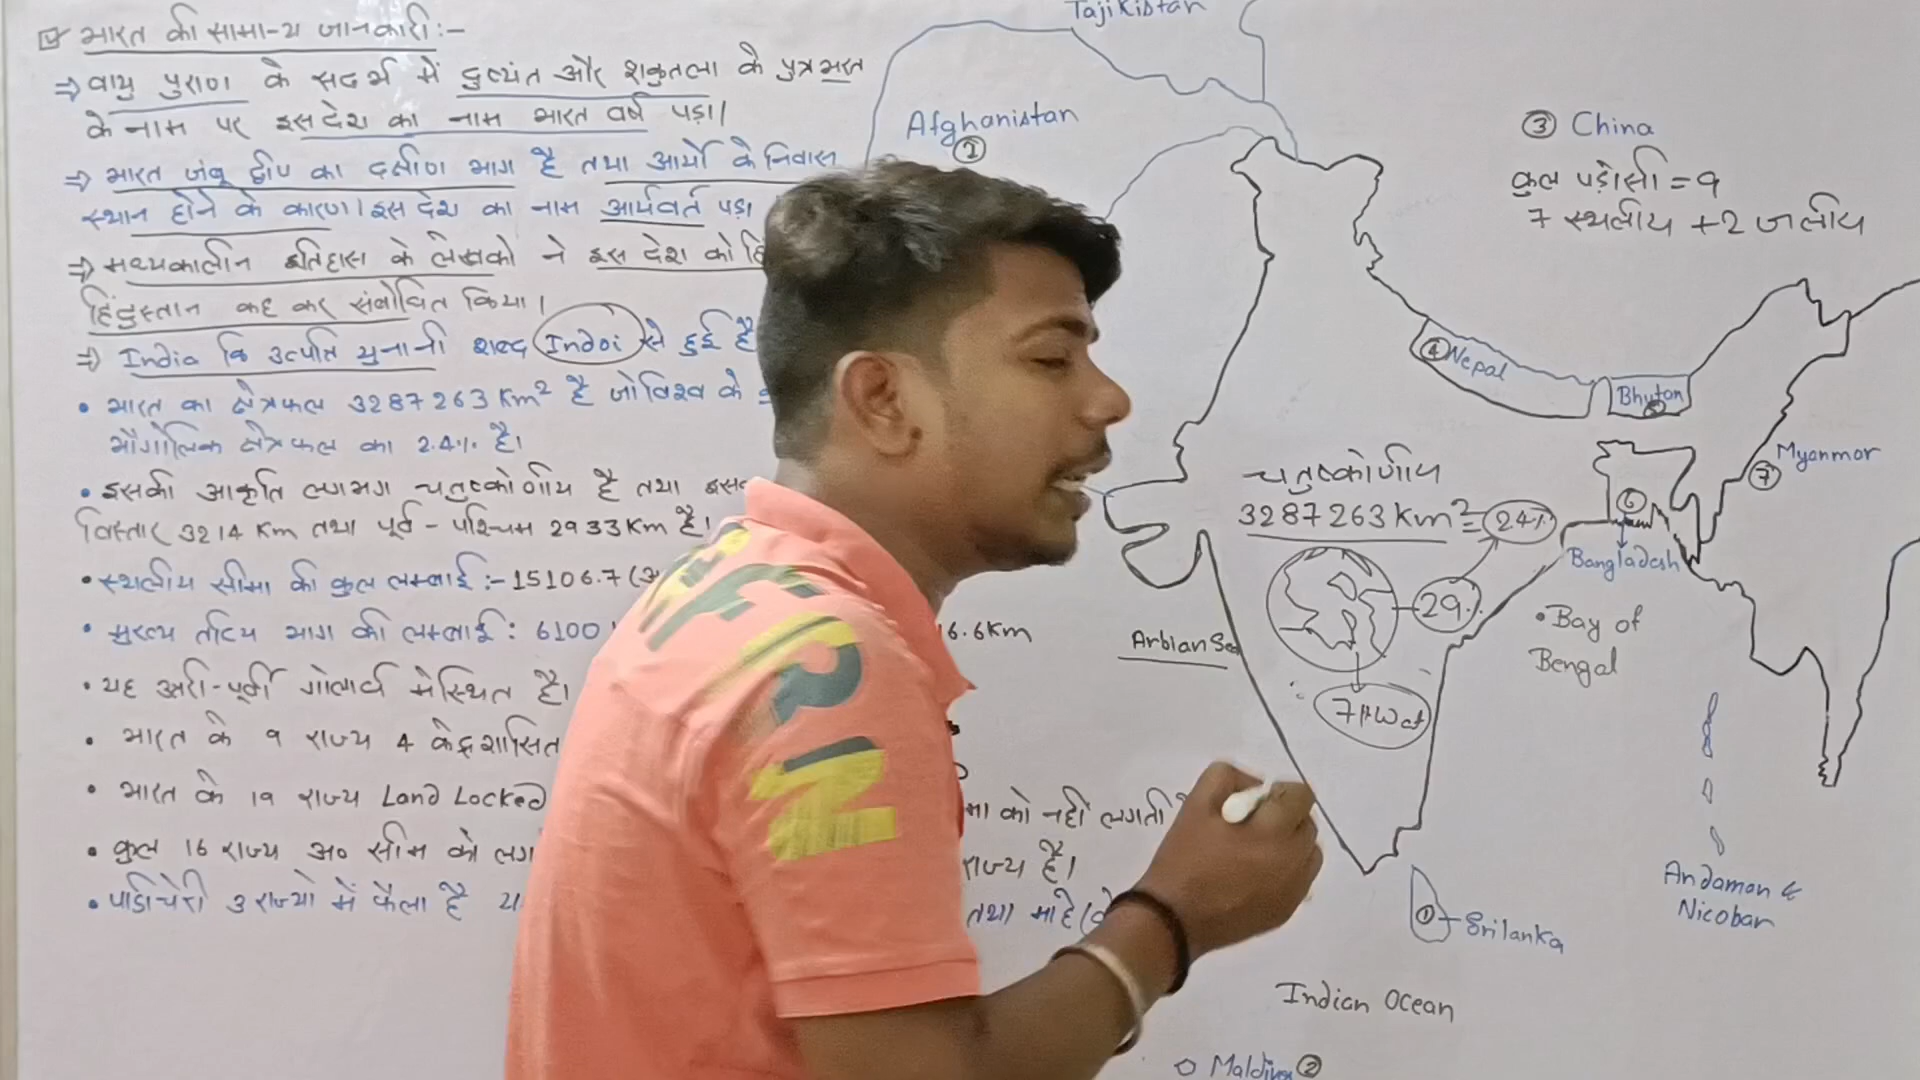 भारत की सामान्य जानकारी:-
⇒ वायु पुराण के सदर्भ में दुष्यंत और शकुतला के पुत्र भरत
के नाम पर इस देश का नाम भारत वर्ष पड़ा।
⇒ भारत जंबू द्वीप का दक्षीण भाग है तथा आर्यो के निवास
स्थान होने के कारण। इस देश का नाम आर्यवर्त पड़ा
⇒ मध्यकालीन इतिहास के लेखको ने इस देश को हि
हिंदुस्तान कह कर संबोधित किया।
⇒ India कि उत्पति युनानी शब्द Indoi से हुई है
• भारत का क्षेत्रफल 3287263 Km² है जो विश्व के
भौगोलिक क्षेत्रफल का 2.4% है।
• इसकी आकृति लगभग चतुष्कोणीय है तथा इसक
विस्तार 3214 Km तथा पूर्व - पश्चिम 2933 Km है।
• स्थलीय सीमा की कुल लम्बाई :- 15106.7 (अ
• मुख्य तटिय भाग की लम्बाई : 6100 6.6 Km
• यह उत्तरी-पूर्वी गोलार्ध मे स्थित है।
• भारत के 9 राज्य 4 केंद्रशासित
• भारत के 19 राज्य Land Locked मा को नहीं लगती
• कुल 16 राज्य अ० सीम को लग राज्य है।
• पांडिचेरी 3 राज्यो में फैला है तथा माहे (के
Tajikistan
Afghanistan
③ China
कुल पड़ोसी = 9
7 स्थलीय + 2 जलीय
④ Nepal
Bhutan
Myanmar
⑦
चतुष्कोणीय
3287263 Km² = 2.4%
⑥
Bangladesh
29%
Arbian Sea
• Bay of
Bengal
Andaman &
Nicobar
① Srilanka
Indian Ocean
Maldives ②